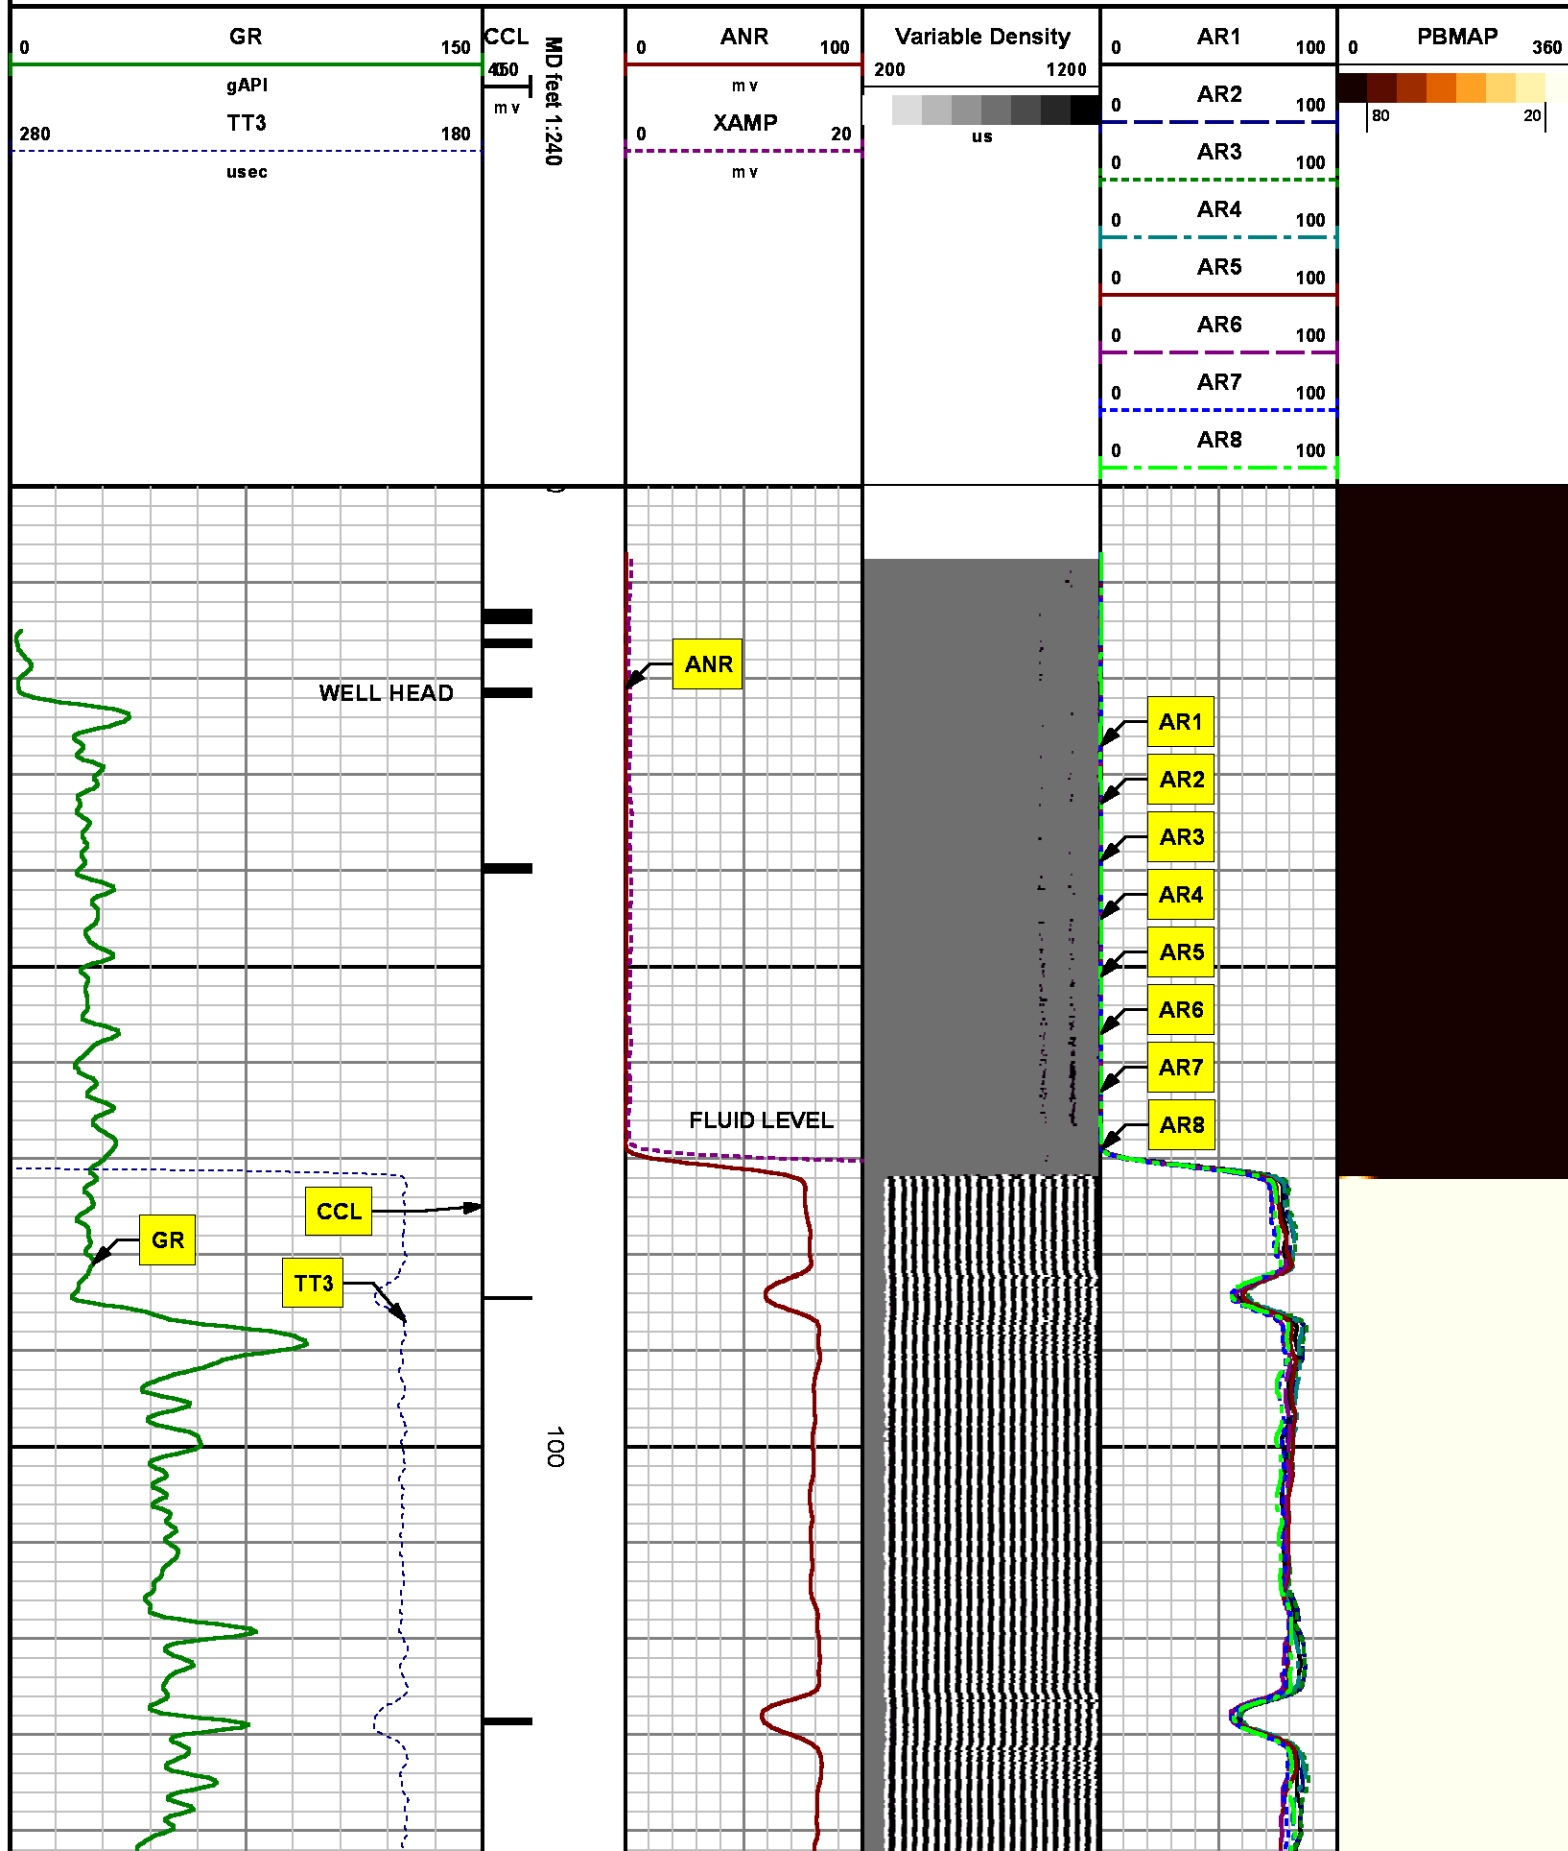 GR
0 150
gAPI
TT3
280 180
usec
CCL
450
mv
MD feet 1:240
ANR
0 100
mv
XAMP
0 20
mv
Variable Density
200 1200
us
AR1
0 100
AR2
0 100
AR3
0 100
AR4
0 100
AR5
0 100
AR6
0 100
AR7
0 100
AR8
0 100
PBMAP
0 360
80 20
WELL HEAD
ANR
AR1
AR2
AR3
AR4
AR5
AR6
AR7
AR8
FLUID LEVEL
CCL
GR
TT3
100